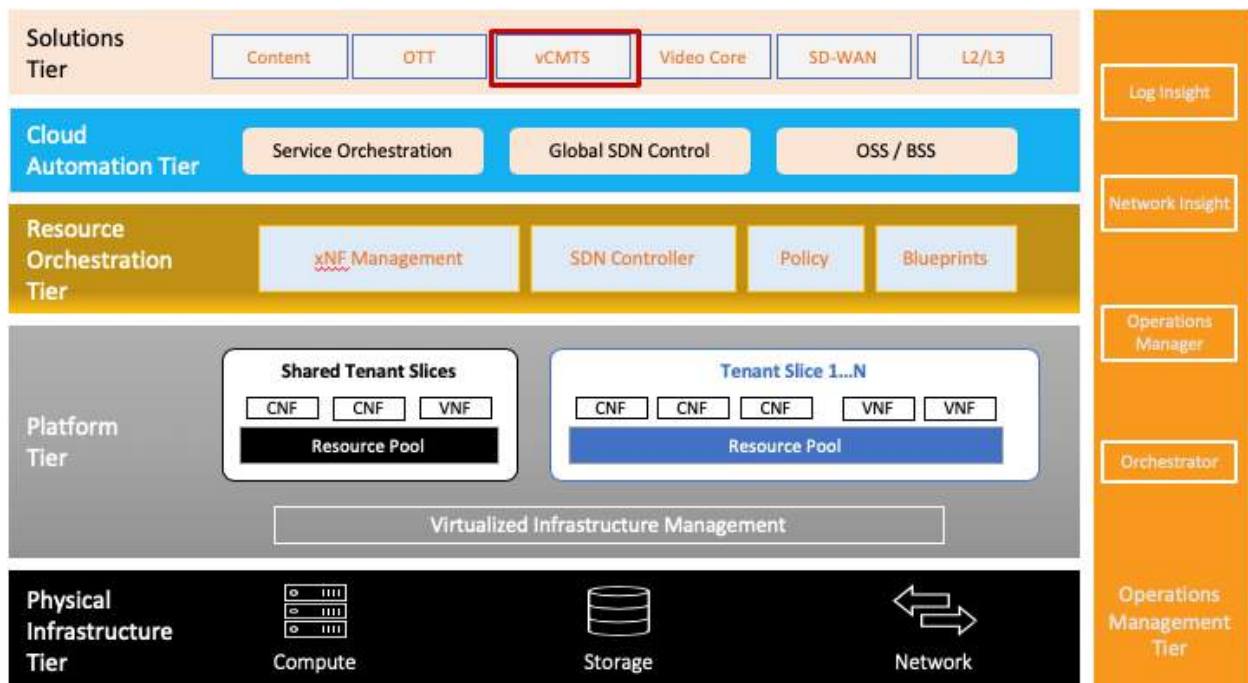 Solutions
Tier
Content
OTT
vCMTS
Video Core
SD-WAN
L2/L3
Cloud
Automation Tier
Service Orchestration
Global SDN Control
OSS / BSS
Resource
Orchestration
Tier
xNF Management
SDN Controller
Policy
Blueprints
Platform
Tier
Shared Tenant Slices
CNF
CNF
VNF
Resource Pool
Tenant Slice 1...N
CNF
CNF
CNF
VNF
VNF
Resource Pool
Virtualized Infrastructure Management
Physical
Infrastructure
Tier
Compute
Storage
Network
Log Insight
Network Insight
Operations
Manager
Orchestrator
Operations
Management
Tier